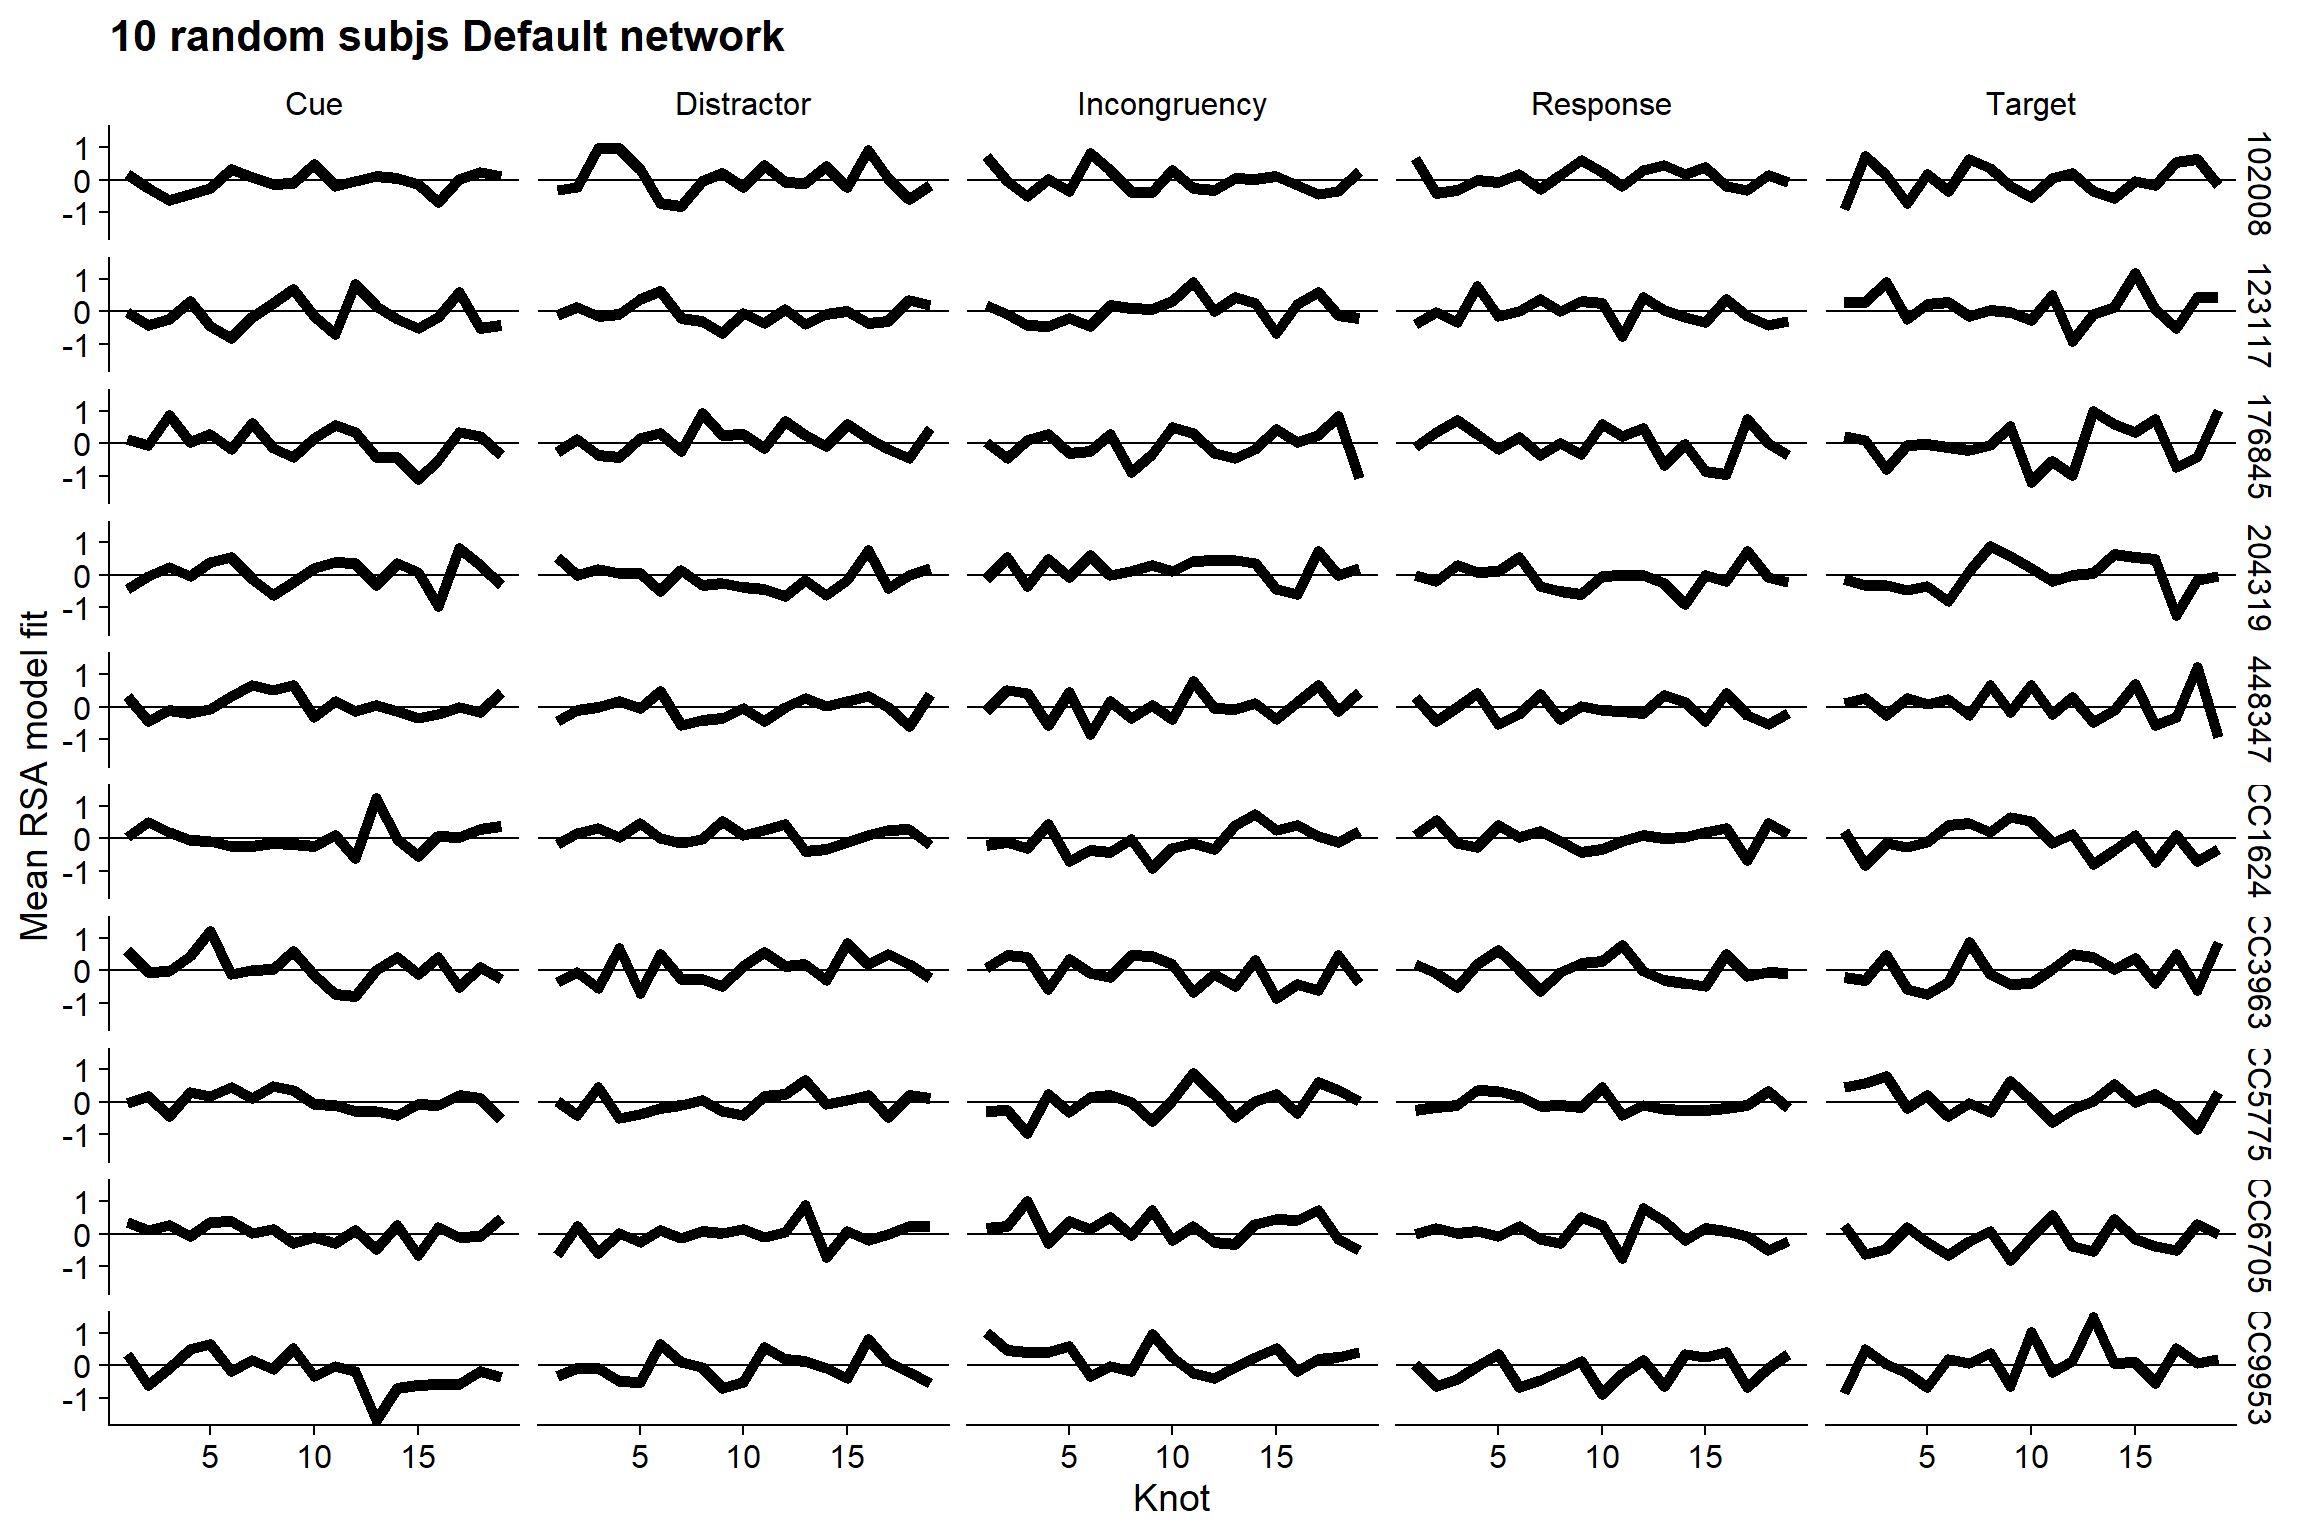 10 random subjs Default network
Cue Distractor Incongruency Response Target
1 0 -1 102008
1 0 -1 123117
1 0 -1 176845
1 0 -1 204319
1 0 -1 448347
1 0 -1 CC1624
1 0 -1 CC3963
1 0 -1 CC5775
1 0 -1 CC6705
1 0 -1 CC9953
Mean RSA model fit
5 10 15 5 10 15 5 10 15 5 10 15 5 10 15
Knot